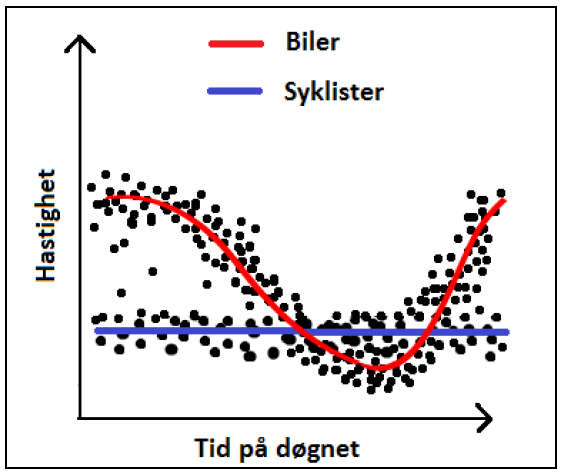 Biler
Syklister
Hastighet
Tid på døgnet